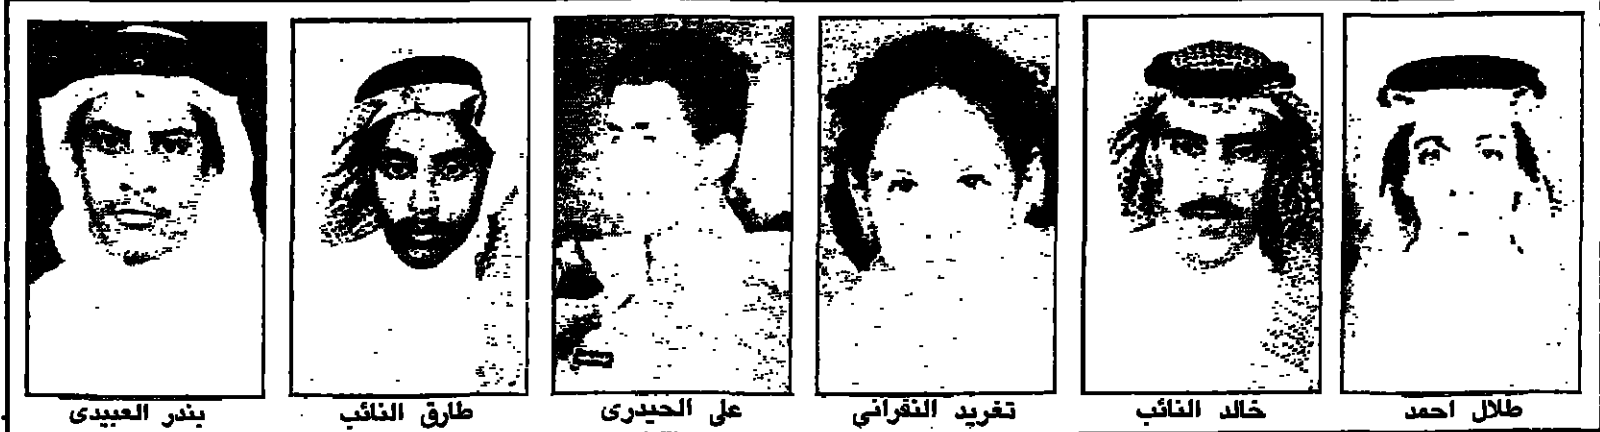 طلال احمد
خالد النائب
تغريد النقراني
على الحيدرى
طارق النائب
بندر العبيدى